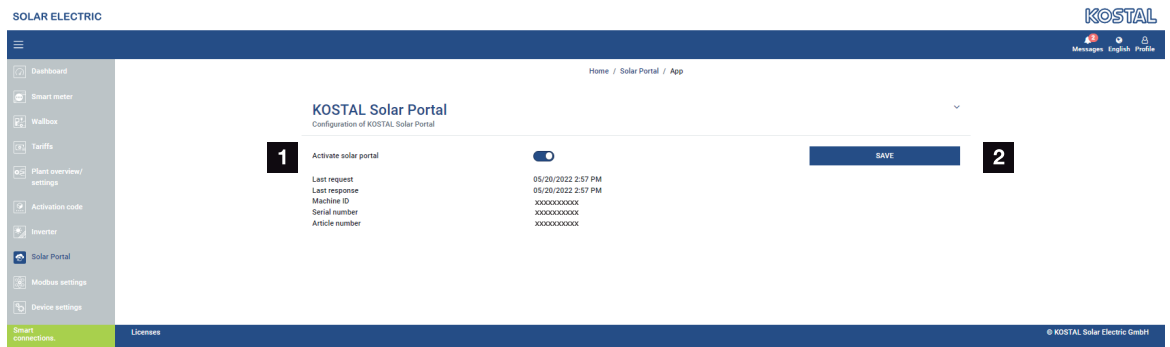 SOLAR ELECTRIC
KOSTAL
2
Messages English Profile
Home / Solar Portal / App
Dashboard
Smart meter
Wallbox
Tariffs
Plant overview/
settings
Activation code
Inverter
Solar Portal
Modbus settings
Device settings
Smart
connections.
KOSTAL Solar Portal
Configuration of KOSTAL Solar Portal
1
Activate solar portal
SAVE
2
Last request 05/20/2022 2:57 PM
Last response 05/20/2022 2:57 PM
Machine ID xxxxxxxxxx
Serial number xxxxxxxxxx
Article number xxxxxxxxxx
Licenses
© KOSTAL Solar Electric GmbH